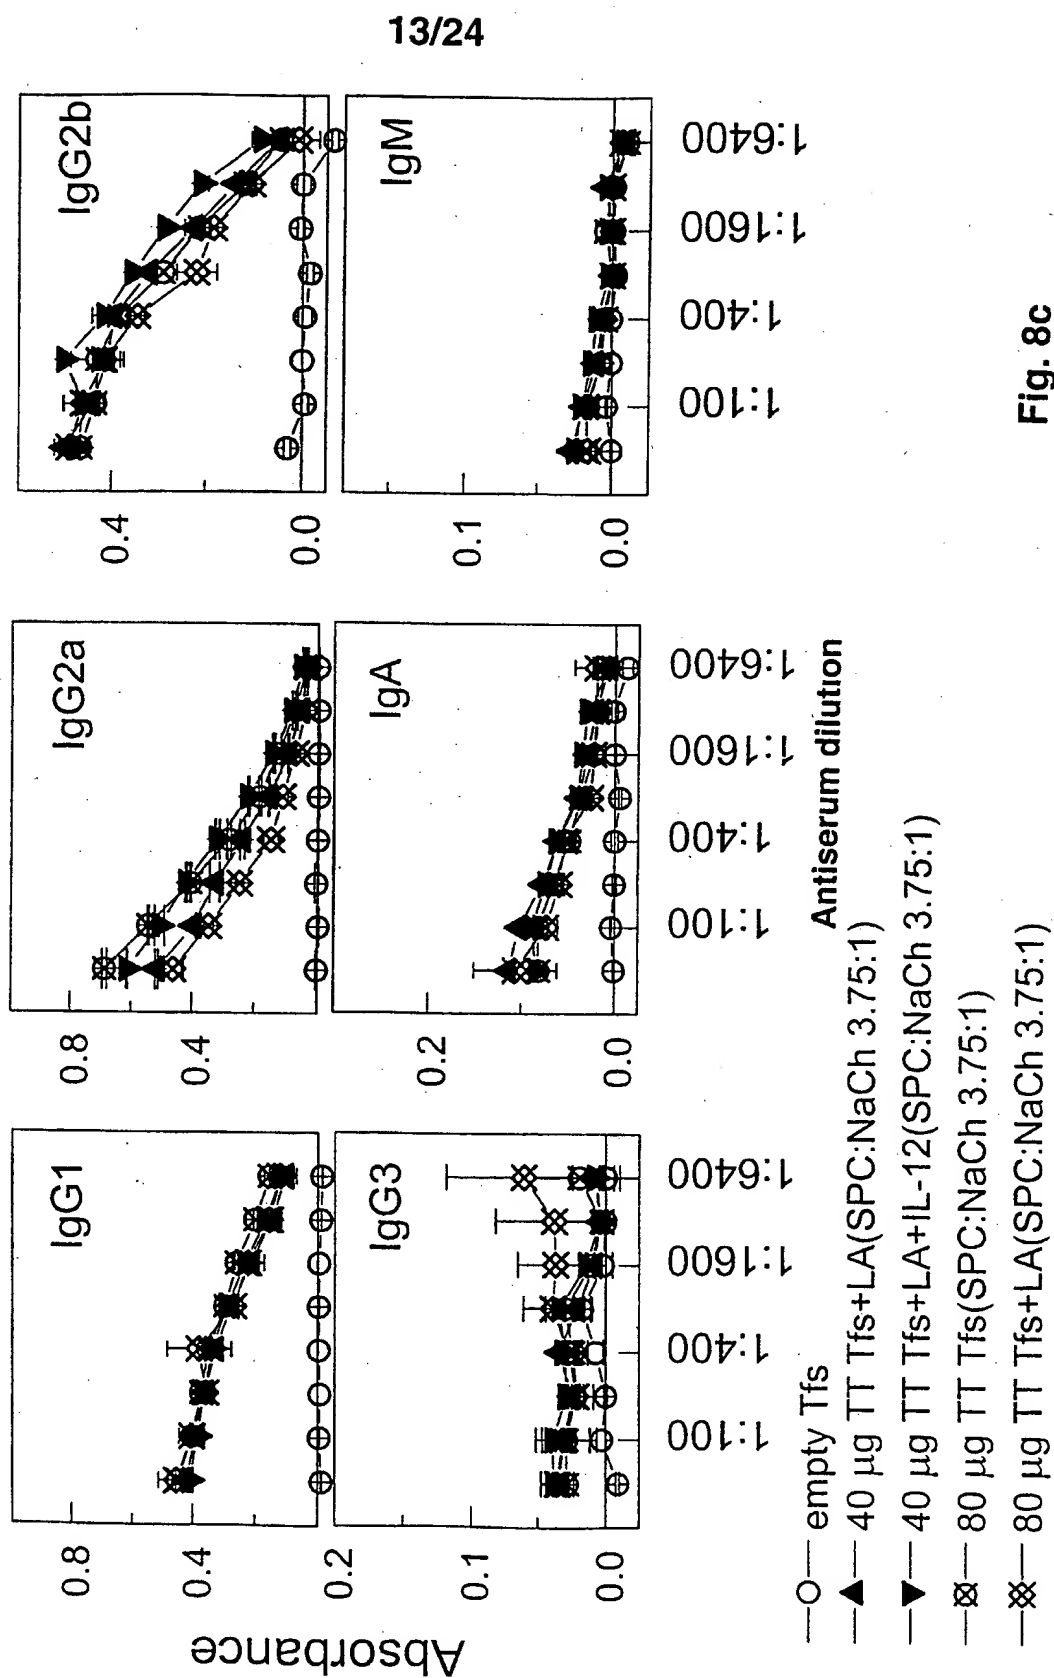 13/24
IgG1
IgG2a
IgG2b
0.8
0.4
0.8
0.4
0.4
0.0
IgG3
IgA
IgM
0.2
0.1
0.0
0.2
0.0
0.1
0.0
Absorbance
1:100
1:400
1:1600
1:6400
1:100
1:400
1:1600
1:6400
1:100
1:400
1:1600
1:6400
Antiserum dilution
empty Tfs
40 µg TT Tfs+LA(SPC:NaCh 3.75:1)
40 µg TT Tfs+LA+IL-12(SPC:NaCh 3.75:1)
80 µg TT Tfs(SPC:NaCh 3.75:1)
80 µg TT Tfs+LA(SPC:NaCh 3.75:1)
Fig. 8c